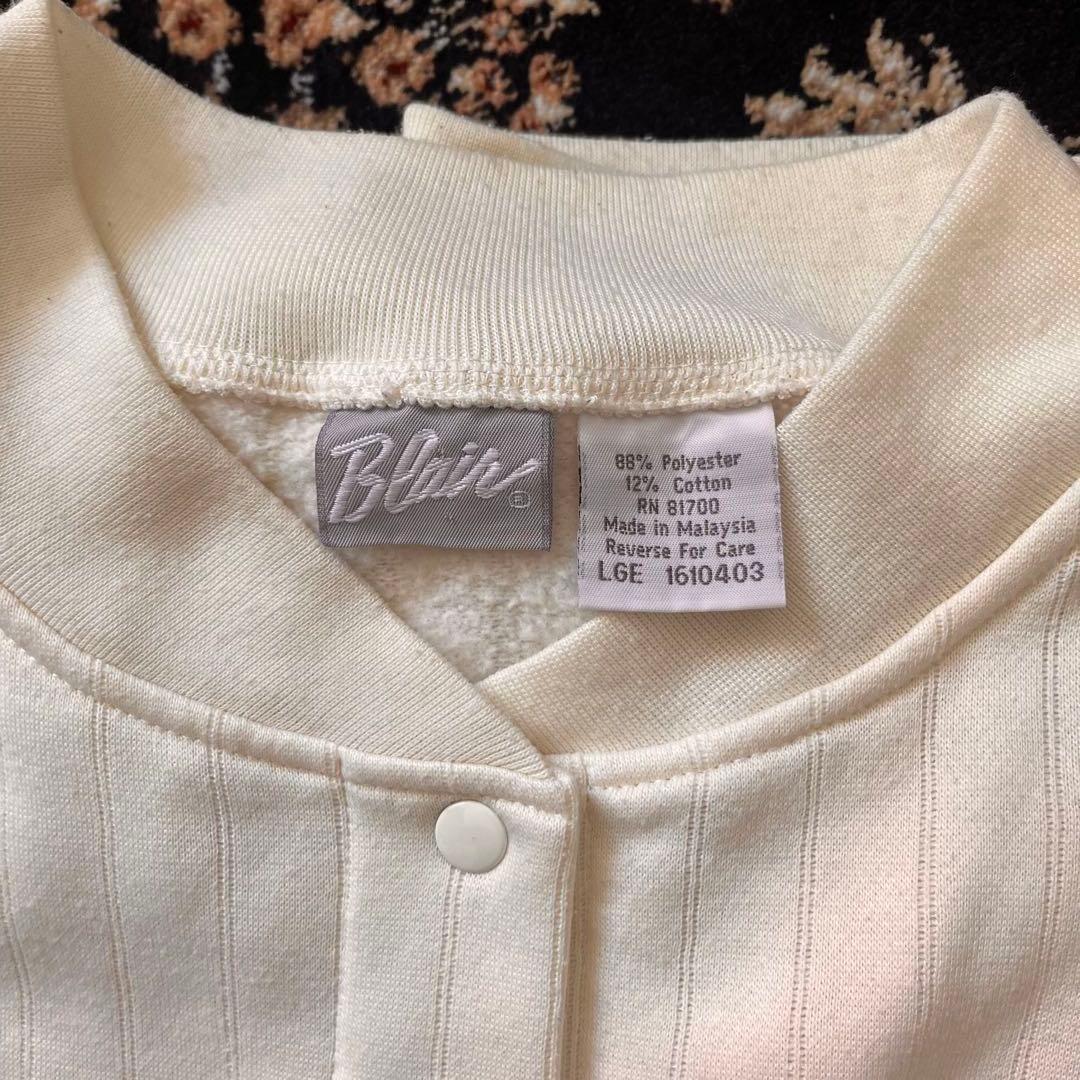 Blair
®
88% Polyester
12% Cotton
RN 81700
Made in Malaysia
Reverse For Care
LGE 1610403